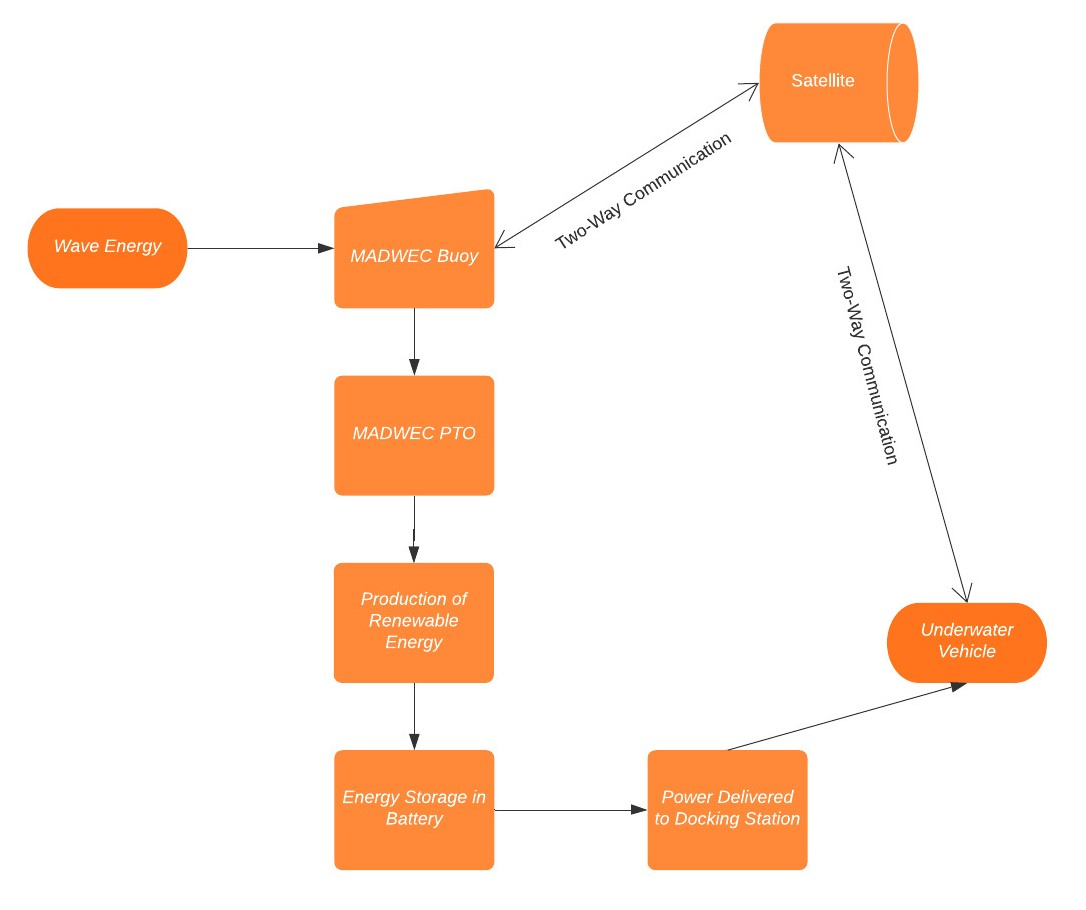 Satellite
Two-Way Communication
Wave Energy
MADWEC Buoy
Two-Way Communication
MADWEC PTO
Production of
Renewable
Energy
Underwater
Vehicle
Energy Storage in
Battery
Power Delivered
to Docking Station